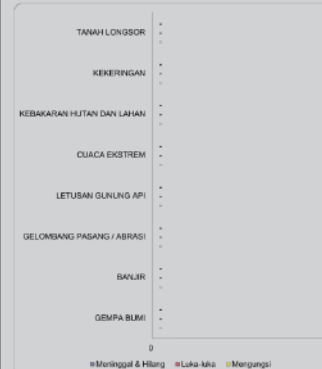 TANAH LONGSOR
-
-
-
KEKERINGAN
-
-
-
KEBAKARAN HUTAN DAN LAHAN
-
-
-
CUACA EKSTREM
-
-
-
LETUSAN GUNUNG API
-
-
-
GELOMBANG PASANG / ABRASI
-
-
-
BANJIR
-
-
-
GEMPA BUMI
-
-
-
0
Meninggal & Hilang Luka-luka Mengungsi